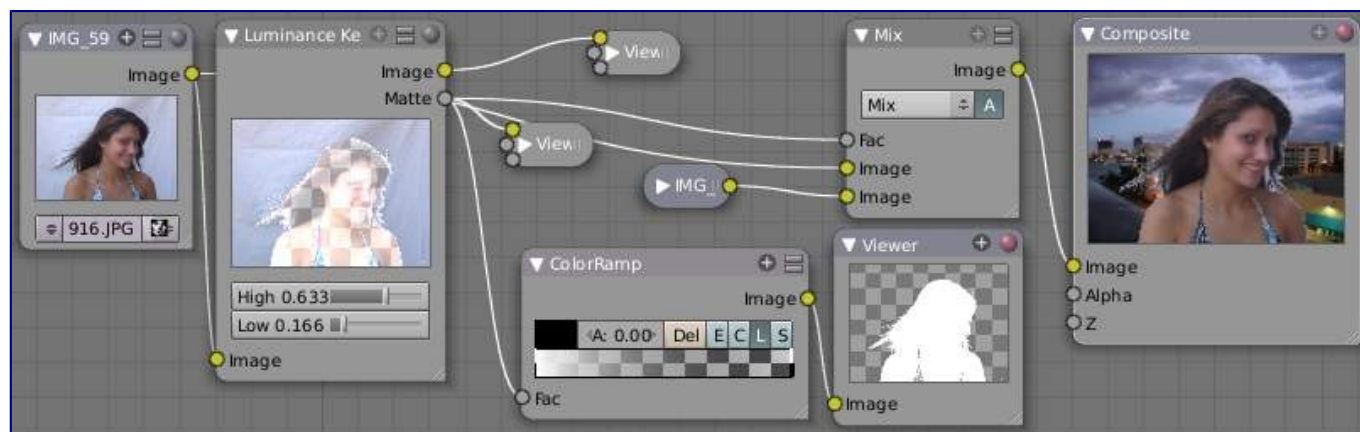 IMG_59
Image
916.JPG
Luminance Ke
Image
Matte
High 0.633
Low 0.166
Image
View
View
IMG_
ColorRamp
Image
A: 0.00
Del
E
C
L
S
Fac
Mix
Image
Mix
A
Fac
Image
Image
Viewer
Image
Composite
Image
Alpha
Z